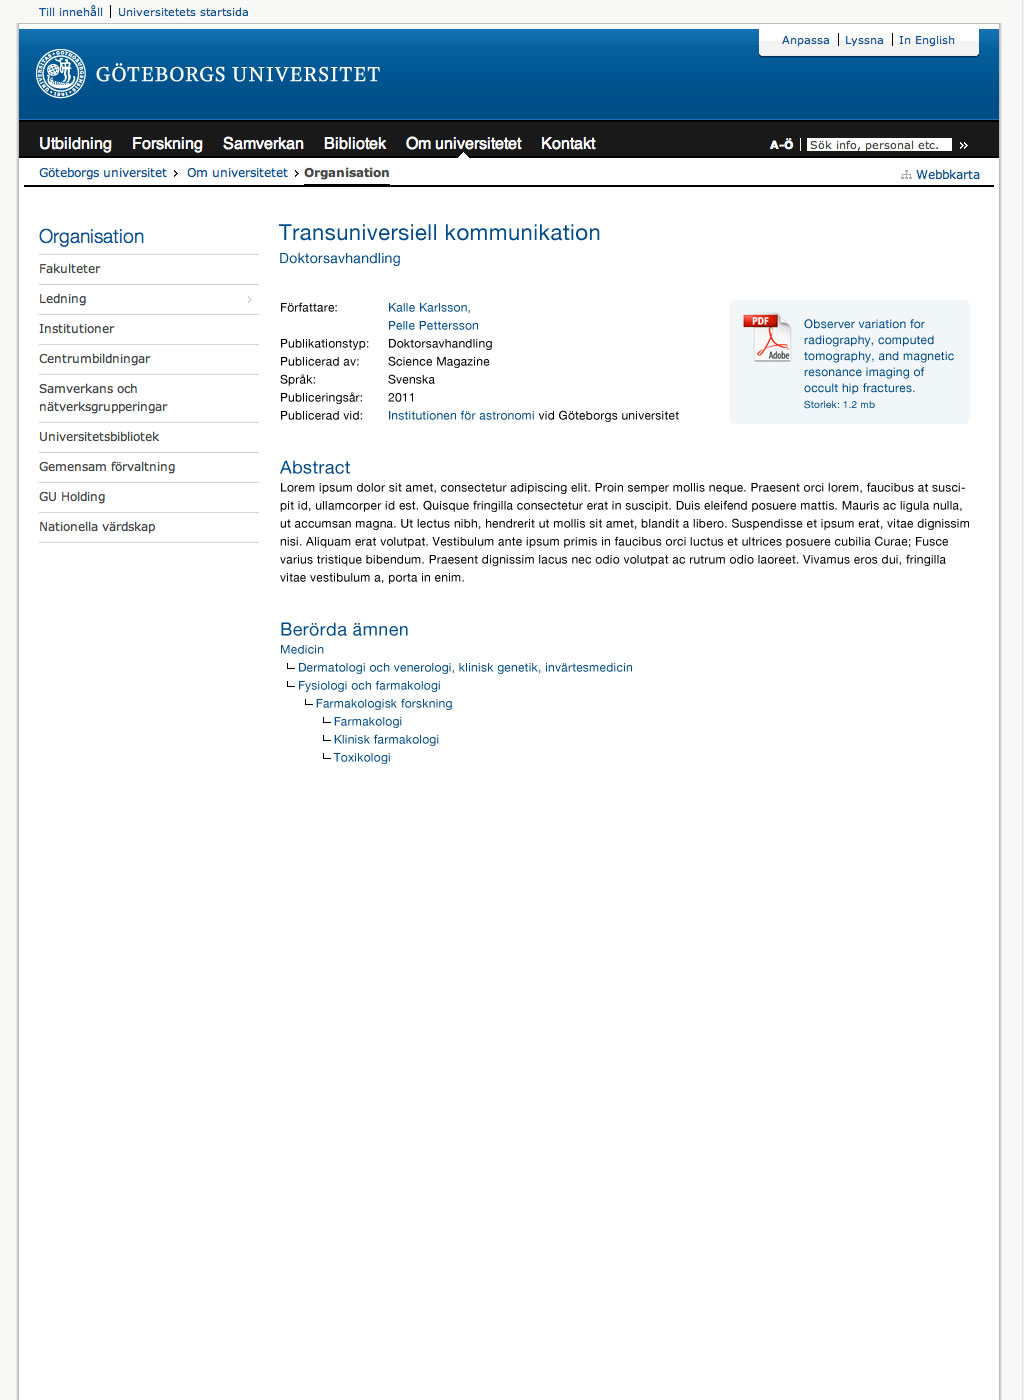 Till innehåll | Universitetets startsida
Anpassa | Lyssna | In English
GÖTEBORGS UNIVERSITET
Utbildning Forskning Samverkan Bibliotek Om universitetet Kontakt
A-Ö | Sök info, personal etc. »
Göteborgs universitet › Om universitetet › Organisation
Webbkarta
Organisation
Fakulteter
Ledning
Institutioner
Centrumbildningar
Samverkans och
nätverksgrupperingar
Universitetsbibliotek
Gemensam förvaltning
GU Holding
Nationella värdskap
Transuniversiell kommunikation
Doktorsavhandling
Författare: Kalle Karlsson,
Pelle Pettersson
Publikationstyp: Doktorsavhandling
Publicerad av: Science Magazine
Språk: Svenska
Publiceringsår: 2011
Publicerad vid: Institutionen för astronomi vid Göteborgs universitet
PDF
Adobe
Observer variation for
radiography, computed
tomography, and magnetic
resonance imaging of
occult hip fractures.
Storlek: 1.2 mb
Abstract
Lorem ipsum dolor sit amet, consectetur adipiscing elit. Proin semper mollis neque. Praesent orci lorem, faucibus at susci-
pit id, ullamcorper id est. Quisque fringilla consectetur erat in suscipit. Duis eleifend posuere mattis. Mauris ac ligula nulla,
ut accumsan magna. Ut lectus nibh, hendrerit ut mollis sit amet, blandit a libero. Suspendisse et ipsum erat, vitae dignissim
nisi. Aliquam erat volutpat. Vestibulum ante ipsum primis in faucibus orci luctus et ultrices posuere cubilia Curae; Fusce
varius tristique bibendum. Praesent dignissim lacus nec odio volutpat ac rutrum odio laoreet. Vivamus eros dui, fringilla
vitae vestibulum a, porta in enim.
Berörda ämnen
Medicin
Dermatologi och venerologi, klinisk genetik, invärtesmedicin
Fysiologi och farmakologi
Farmakologisk forskning
Farmakologi
Klinisk farmakologi
Toxikologi